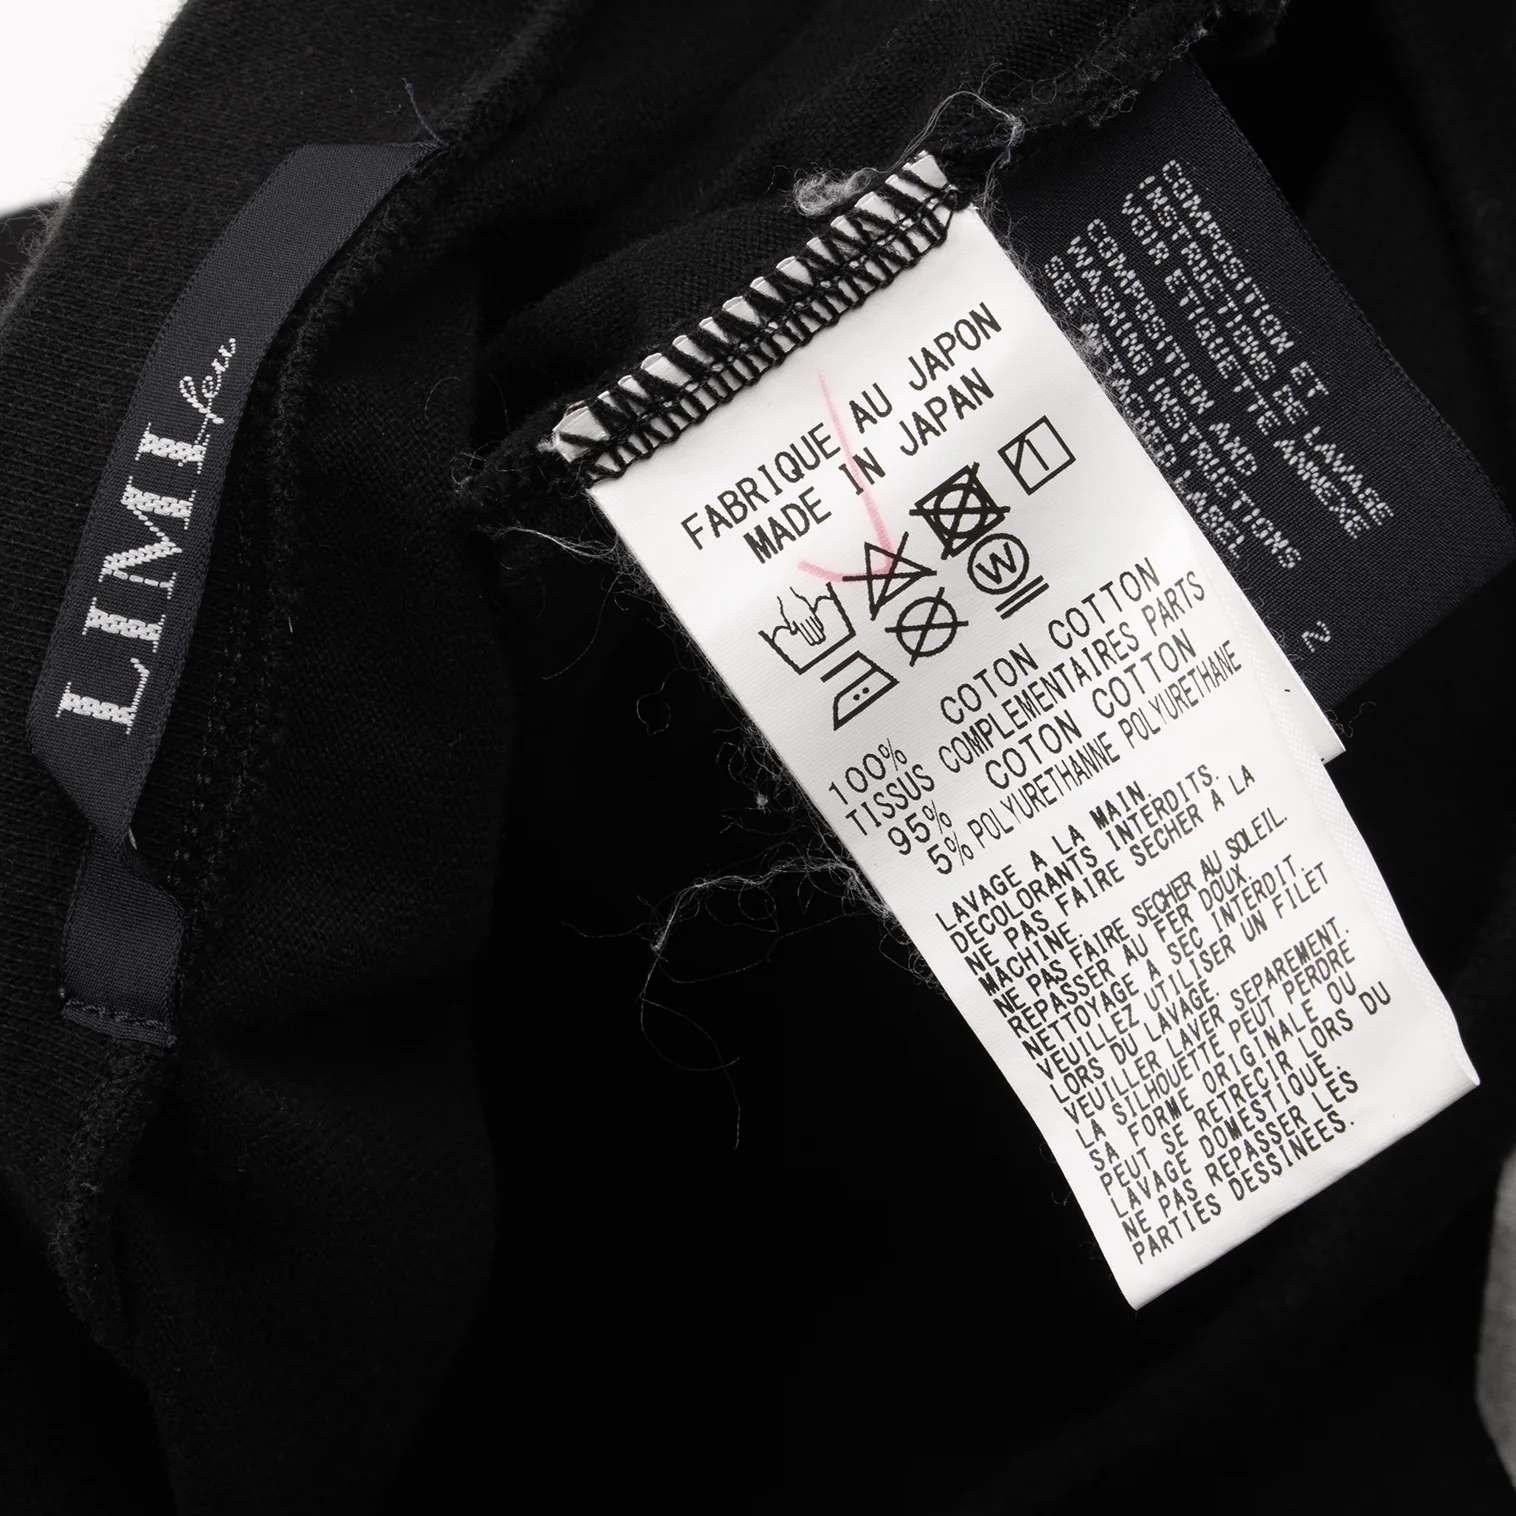 LIMI feu
FABRIQUE AU JAPON
MADE IN JAPAN
W
100% COTON COTTON
TISSUS COMPLEMENTAIRES PARTS
95% COTON COTTON
5% POLYURETHANNE POLYURETHANE
LAVAGE A LA MAIN.
DECOLORANTS INTERDITS.
NE PAS FAIRE SECHER A LA
MACHINE.
NE PAS FAIRE SECHER AU SOLEIL.
REPASSER AU FER DOUX.
NETTOYAGE A SEC INTERDIT.
VEUILLEZ UTILISER UN FILET
LORS DU LAVAGE.
VEUILLER LAVER SEPAREMENT.
LA SILHOUETTE PEUT PERDRE
SA FORME ORIGINALE OU
PEUT SE RETRECIR LORS DU
LAVAGE DOMESTIQUE.
NE PAS REPASSER LES
PARTIES DESSINEES.
COMPOSITION ET
INSTRUCTIONS DE LAVAGE
VOIR ETIQUETTE ANNEXE
COMPOSITION AND
WASHING INSTRUCTIONS
SEE LABEL
2